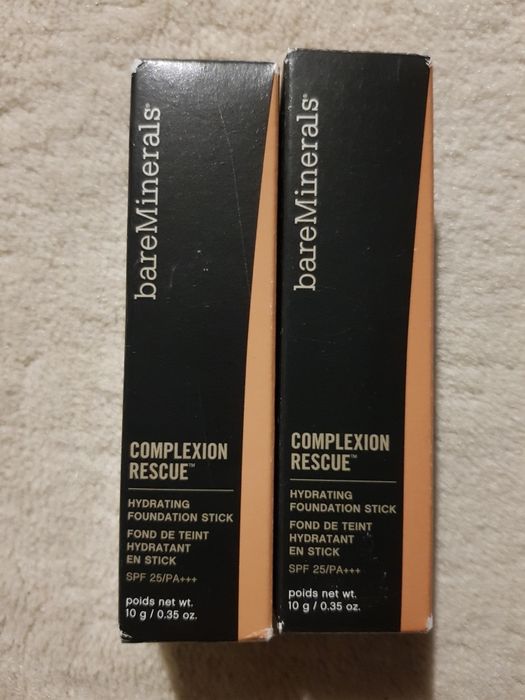 bareMinerals®
COMPLEXION
RESCUE™
HYDRATING
FOUNDATION STICK
FOND DE TEINT
HYDRATANT
EN STICK
SPF 25/PA+++
poids net wt.
10 g / 0.35 oz.
bareMinerals®
COMPLEXION
RESCUE™
HYDRATING
FOUNDATION STICK
FOND DE TEINT
HYDRATANT
EN STICK
SPF 25/PA+++
poids net wt.
10 g / 0.35 oz.